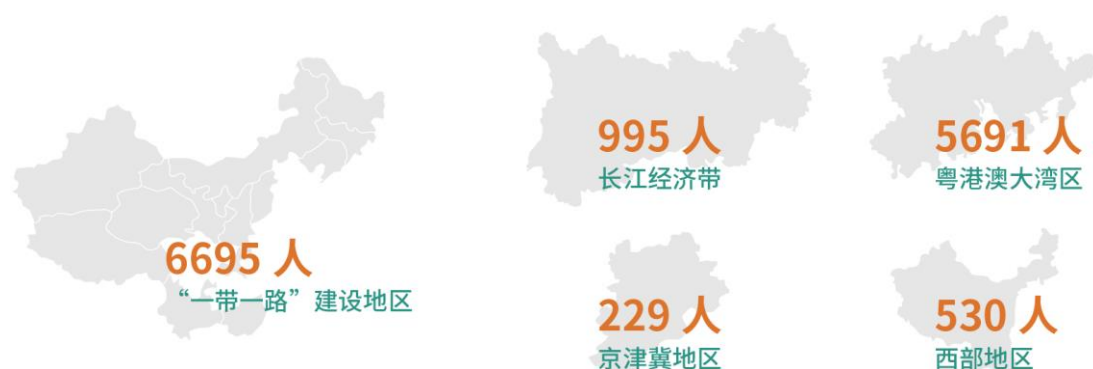 995 人
长江经济带
5691 人
粤港澳大湾区
6695 人
“一带一路”建设地区
229 人
京津冀地区
530 人
西部地区